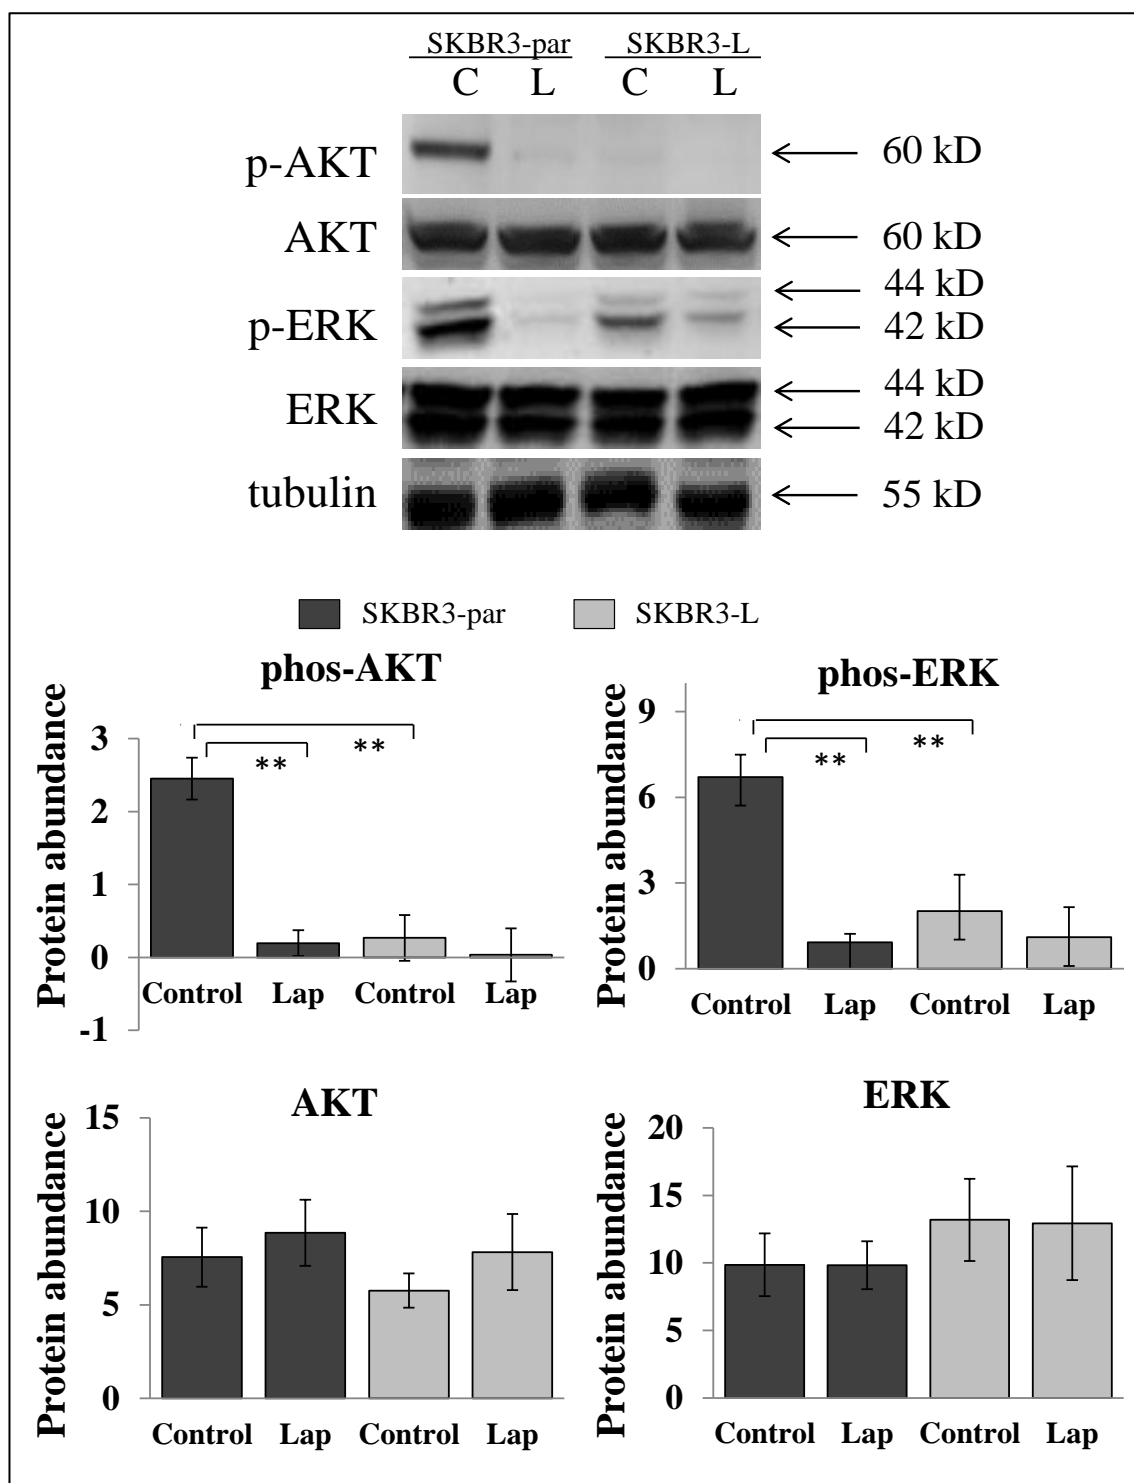 SKBR3-par SKBR3-L
C L C L
p-AKT 60 kD
AKT 60 kD
44 kD
p-ERK 42 kD
ERK 44 kD
42 kD
tubulin 55 kD
SKBR3-par SKBR3-L
phos-AKT
Protein abundance
3
2
1
0
-1
** **
Control Lap Control Lap
phos-ERK
Protein abundance
9
6
3
0
** **
Control Lap Control Lap
AKT
Protein abundance
15
10
5
0
Control Lap Control Lap
ERK
Protein abundance
20
15
10
5
0
Control Lap Control Lap